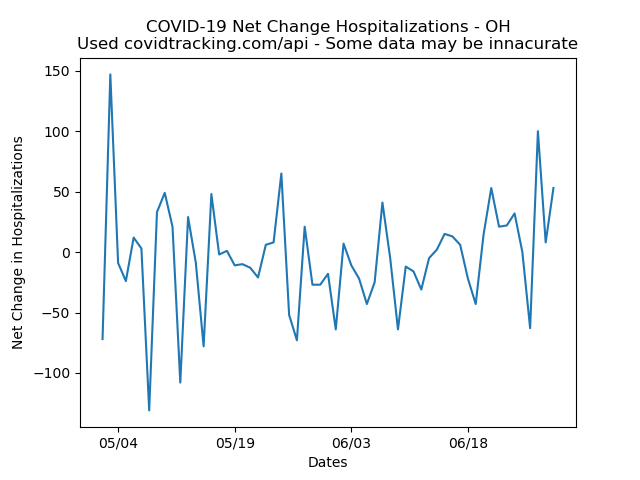 COVID-19 Net Change Hospitalizations - OH
Used covidtracking.com/api - Some data may be innacurate
Net Change in Hospitalizations
150
100
50
0
−50
−100
05/04
05/19
06/03
06/18
Dates